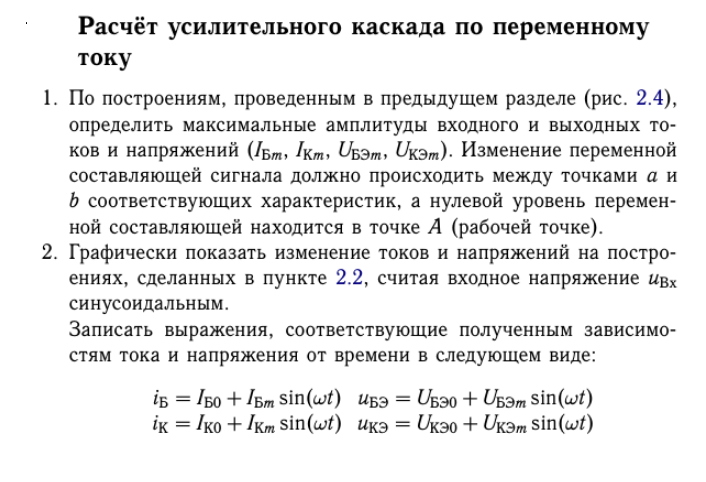 Расчёт усилительного каскада по переменному
току
1. По построениям, проведенным в предыдущем разделе (рис. 2.4),
определить максимальные амплитуды входного и выходных то-
ков и напряжений (IБm, IКm, UБЭm, UКЭm). Изменение переменной
составляющей сигнала должно происходить между точками a и
b соответствующих характеристик, а нулевой уровень перемен-
ной составляющей находится в точке A (рабочей точке).
2. Графически показать изменение токов и напряжений на постро-
ениях, сделанных в пункте 2.2, считая входное напряжение uВх
синусоидальным.
Записать выражения, соответствующие полученным зависимо-
стям тока и напряжения от времени в следующем виде:
iБ = IБ0 + IБm sin(ωt) uБЭ = UБЭ0 + UБЭm sin(ωt)
iК = IК0 + IКm sin(ωt) uКЭ = UКЭ0 + UКЭm sin(ωt)